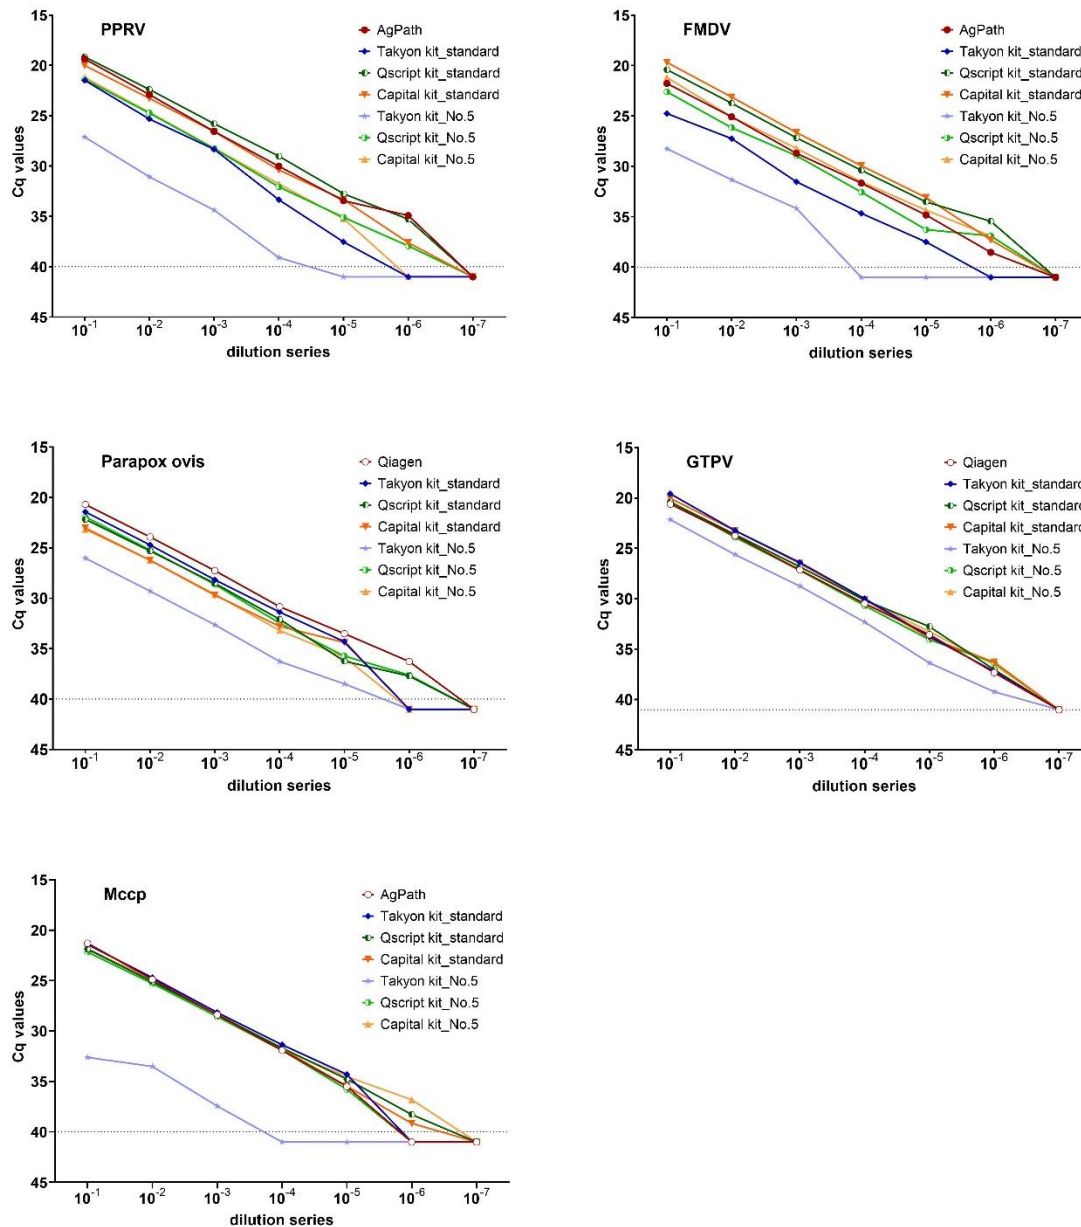 PPRV
15
20
25
30
35
40
45
Cq values
AgPath
Takyon kit_standard
Qscript kit_standard
Capital kit_standard
Takyon kit_No.5
Qscript kit_No.5
Capital kit_No.5
10-1 10-2 10-3 10-4 10-5 10-6 10-7
dilution series
FMDV
15
20
25
30
35
40
45
Cq values
AgPath
Takyon kit_standard
Qscript kit_standard
Capital kit_standard
Takyon kit_No.5
Qscript kit_No.5
Capital kit_No.5
10-1 10-2 10-3 10-4 10-5 10-6 10-7
dilution series
Parapox ovis
15
20
25
30
35
40
45
Cq values
Qiagen
Takyon kit_standard
Qscript kit_standard
Capital kit_standard
Takyon kit_No.5
Qscript kit_No.5
Capital kit_No.5
10-1 10-2 10-3 10-4 10-5 10-6 10-7
dilution series
GTPV
15
20
25
30
35
40
45
Cq values
Qiagen
Takyon kit_standard
Qscript kit_standard
Capital kit_standard
Takyon kit_No.5
Qscript kit_No.5
Capital kit_No.5
10-1 10-2 10-3 10-4 10-5 10-6 10-7
dilution series
Mccp
15
20
25
30
35
40
45
Cq values
AgPath
Takyon kit_standard
Qscript kit_standard
Capital kit_standard
Takyon kit_No.5
Qscript kit_No.5
Capital kit_No.5
10-1 10-2 10-3 10-4 10-5 10-6 10-7
dilution series